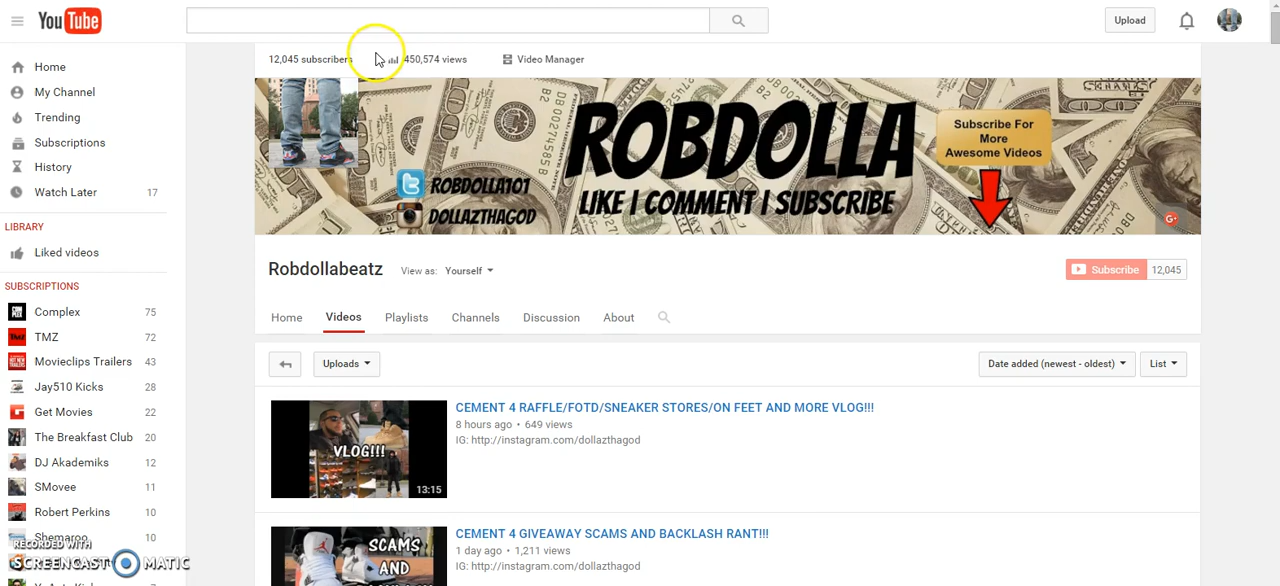 YouTube
Upload
12,045 subscribers
450,574 views
Video Manager
Home
My Channel
Trending
Subscriptions
History
Watch Later 17
LIBRARY
Liked videos
SUBSCRIPTIONS
Complex 75
TMZ 72
Movieclips Trailers 43
Jay510 Kicks 28
Get Movies 22
The Breakfast Club 20
DJ Akademiks 12
SMovee 11
Robert Perkins 10
Shemaroo 10
RECORDED WITH
SCREENCAST MATIC
ROBDOLLA
LIKE | COMMENT | SUBSCRIBE
ROBDOLLA101
DOLLAZTHAGOD
Subscribe For
More
Awesome Videos
G+
Robdollabeatz
View as: Yourself
Subscribe 12,045
Home Videos Playlists Channels Discussion About
Uploads
Date added (newest - oldest)
List
VLOG!!!
13:15
CEMENT 4 RAFFLE/FOTD/SNEAKER STORES/ON FEET AND MORE VLOG!!!
8 hours ago • 649 views
IG: http://instagram.com/dollazthagod
SCAMS
AND
CEMENT 4 GIVEAWAY SCAMS AND BACKLASH RANT!!!
1 day ago • 1,211 views
IG: http://instagram.com/dollazthagod